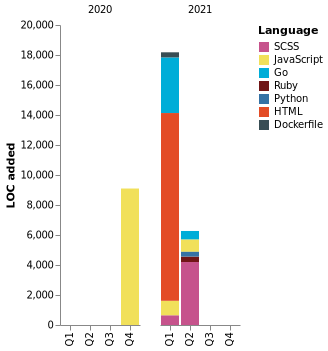 2020 2021
Language
SCSS
JavaScript
Go
Ruby
Python
HTML
Dockerfile
LOC added
20,000
18,000
16,000
14,000
12,000
10,000
8,000
6,000
4,000
2,000
0
Q1 Q2 Q3 Q4 Q1 Q2 Q3 Q4